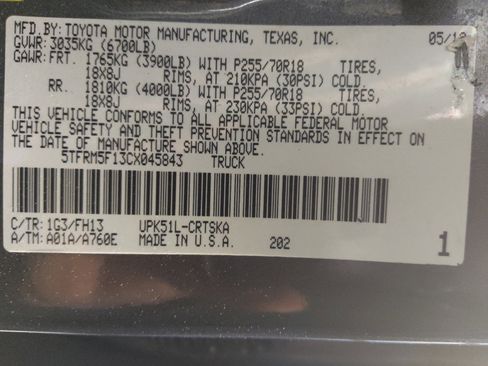 MFD.BY: TOYOTA MOTOR MANUFACTURING, TEXAS, INC. 05/12
GVWR: 3035KG (6700LB)
GAWR: FRT. 1765KG (3900LB) WITH P255/70R18 TIRES,
18X8J RIMS, AT 210KPA (30PSI) COLD.
RR. 1810KG (4000LB) WITH P255/70R18 TIRES,
18X8J RIMS, AT 230KPA (33PSI) COLD.
THIS VEHICLE CONFORMS TO ALL APPLICABLE FEDERAL MOTOR
VEHICLE SAFETY AND THEFT PREVENTION STANDARDS IN EFFECT ON
THE DATE OF MANUFACTURE SHOWN ABOVE.
5TFRM5F13CX045843 TRUCK
C/TR: 1G3/FH13 UPK51L-CRTSKA
A/TM: A01A/A760E MADE IN U.S.A. 202 1